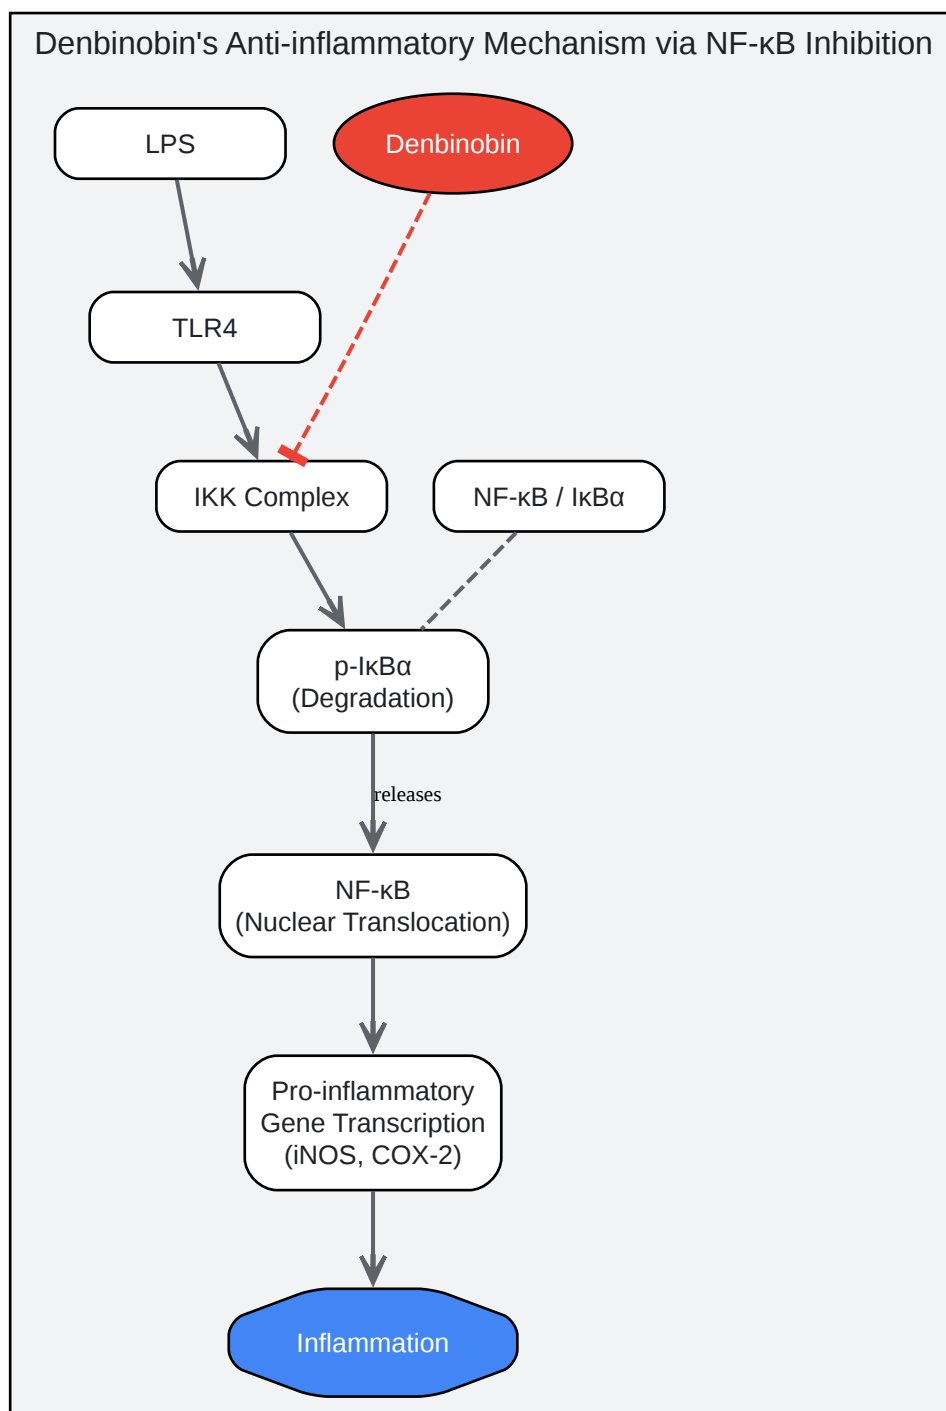 Denbinobin's Anti-inflammatory Mechanism via NF-κB Inhibition
LPS
Denbinobin
TLR4
IKK Complex
NF-κB / IκBα
p-IκBα
(Degradation)
releases
NF-κB
(Nuclear Translocation)
Pro-inflammatory
Gene Transcription
(iNOS, COX-2)
Inflammation